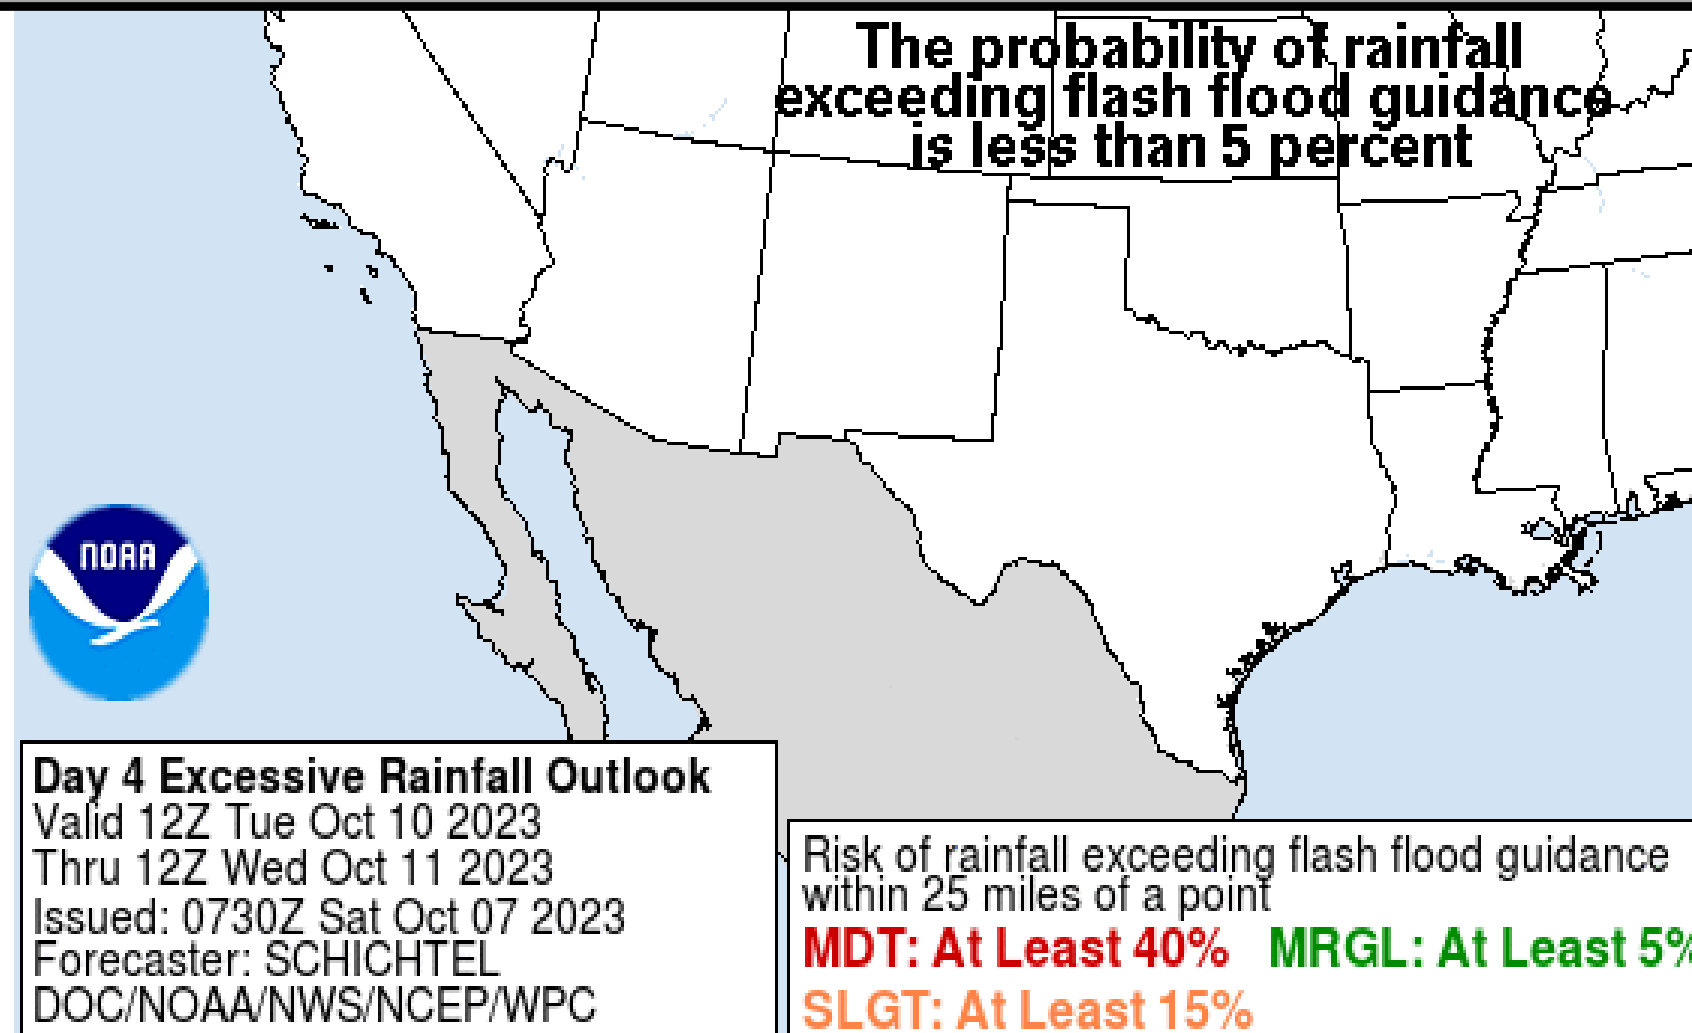 The probability of rainfall
exceeding flash flood guidance
is less than 5 percent
NOAA
Day 4 Excessive Rainfall Outlook
Valid 12Z Tue Oct 10 2023
Thru 12Z Wed Oct 11 2023
Issued: 0730Z Sat Oct 07 2023
Forecaster: SCHICHTEL
DOC/NOAA/NWS/NCEP/WPC
Risk of rainfall exceeding flash flood guidance
within 25 miles of a point
MDT: At Least 40% MRGL: At Least 5%
SLGT: At Least 15%